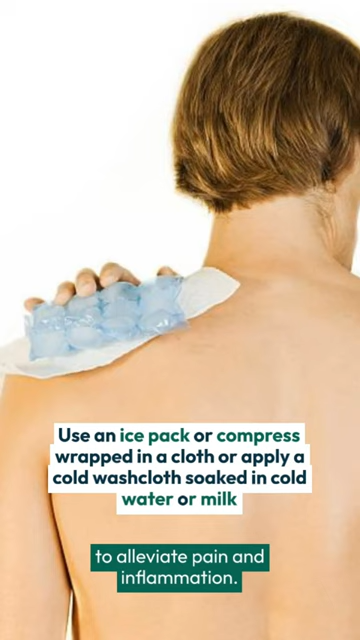 Use an ice pack or compress
wrapped in a cloth or apply a
cold washcloth soaked in cold
water or milk
to alleviate pain and
inflammation.